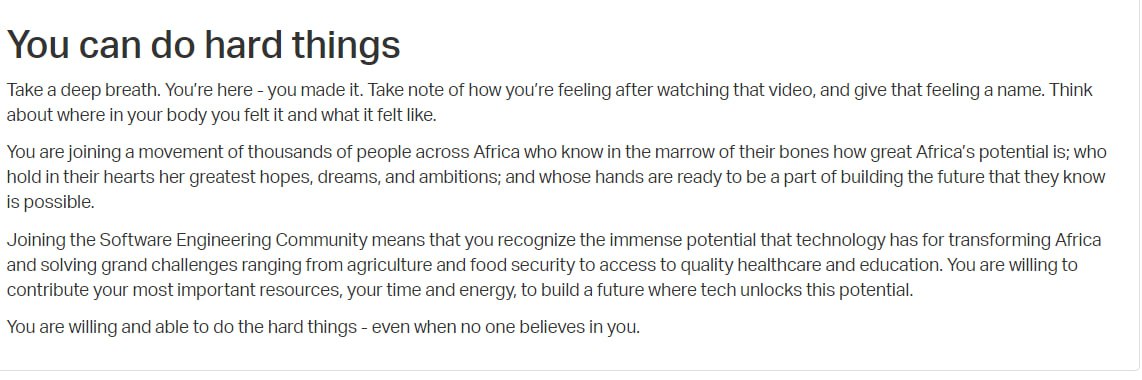 You can do hard things
Take a deep breath. You’re here - you made it. Take note of how you’re feeling after watching that video, and give that feeling a name. Think
about where in your body you felt it and what it felt like.
You are joining a movement of thousands of people across Africa who know in the marrow of their bones how great Africa’s potential is; who
hold in their hearts her greatest hopes, dreams, and ambitions; and whose hands are ready to be a part of building the future that they know
is possible.
Joining the Software Engineering Community means that you recognize the immense potential that technology has for transforming Africa
and solving grand challenges ranging from agriculture and food security to access to quality healthcare and education. You are willing to
contribute your most important resources, your time and energy, to build a future where tech unlocks this potential.
You are willing and able to do the hard things - even when no one believes in you.